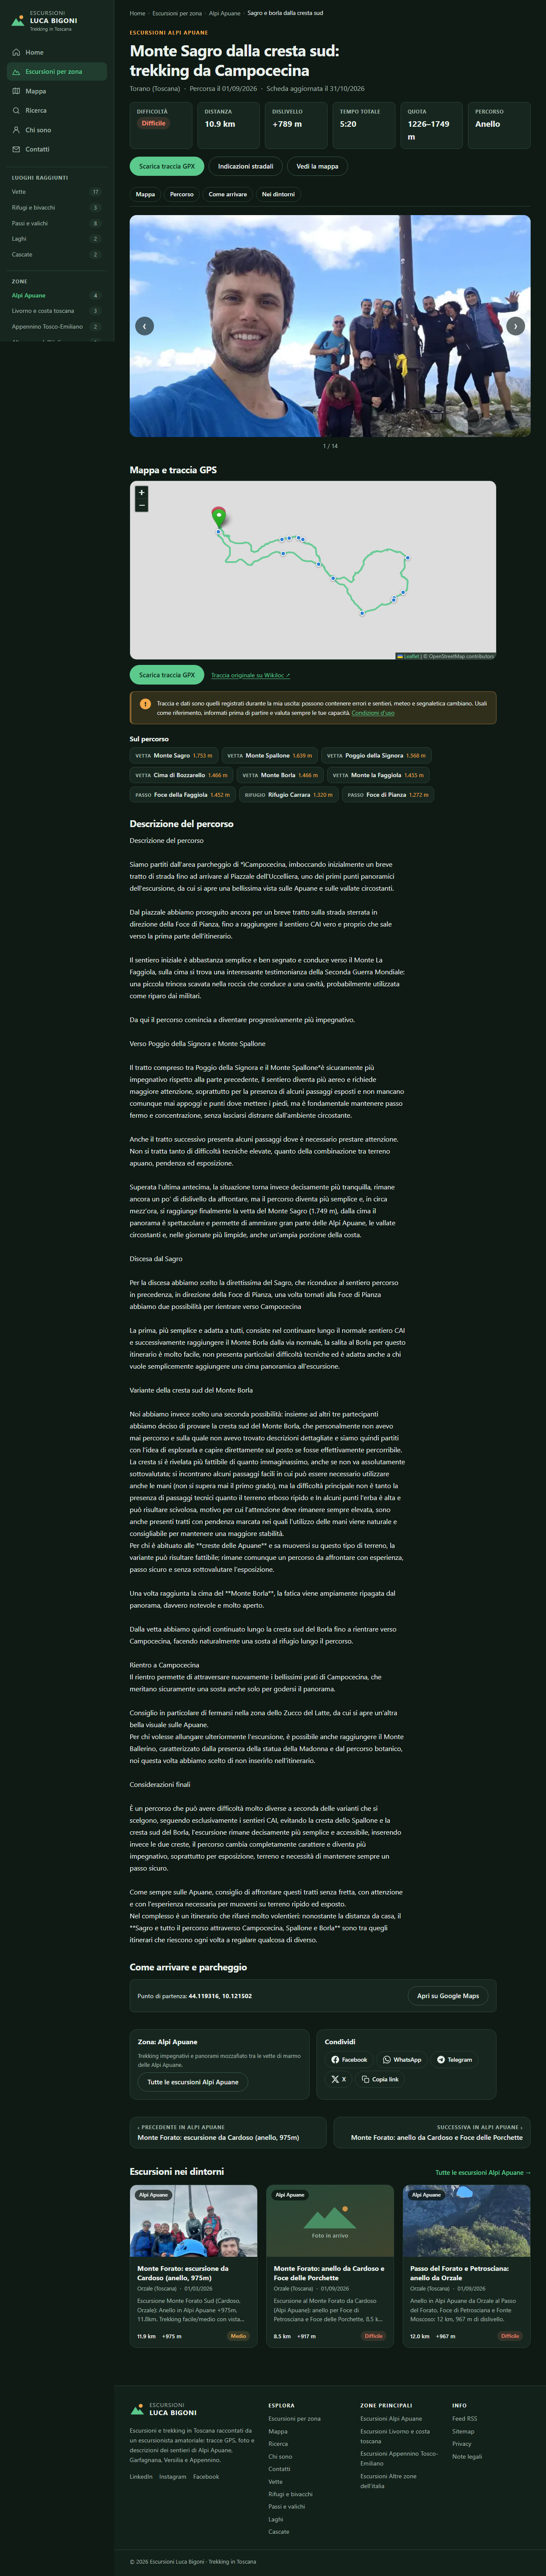 ESCURSIONI
LUCA BIGONI
Trekking in Toscana
Home
Escursioni per zona
Mappa
Ricerca
Chi sono
Contatti
LUOGHI RAGGIUNTI
Vette 17
Rifugi e bivacchi 3
Passi e valichi 8
Laghi 2
Cascate 2
ZONE
Alpi Apuane 4
Livorno e costa toscana 3
Appennino Tosco-Emiliano 2
Home › Escursioni per zona › Alpi Apuane › Sagro e borla dalla cresta sud
ESCURSIONI ALPI APUANE
Monte Sagro dalla cresta sud:
trekking da Campocecina
Torano (Toscana) · Percorsa il 01/09/2026 · Scheda aggiornata il 31/10/2026
DIFFICOLTÀ
Difficile
DISTANZA
10.9 km
DISLIVELLO
+789 m
TEMPO TOTALE
5:20
QUOTA
1226–1749
m
PERCORSO
Anello
Scarica traccia GPX
Indicazioni stradali
Vedi la mappa
Mappa
Percorso
Come arrivare
Nei dintorni
1 / 14
Mappa e traccia GPS
+
−
Leaflet | © OpenStreetMap contributors
Scarica traccia GPX
Traccia originale su Wikiloc ↗
! Traccia e dati sono quelli registrati durante la mia uscita: possono contenere errori e sentieri, meteo e segnaletica cambiano. Usali
come riferimento, informati prima di partire e valuta sempre le tue capacità. Condizioni d'uso
Sul percorso
VETTA Monte Sagro 1.753 m
VETTA Monte Spallone 1.639 m
VETTA Poggio della Signora 1.568 m
VETTA Cima di Bozzarello 1.466 m
VETTA Monte Borla 1.466 m
VETTA Monte la Faggiola 1.455 m
PASSO Foce della Faggiola 1.452 m
RIFUGIO Rifugio Carrara 1.320 m
PASSO Foce di Pianza 1.272 m
Descrizione del percorso
Descrizione del percorso
Siamo partiti dall'area parcheggio di *iCampocecina, imboccando inizialmente un breve
tratto di strada fino ad arrivare al Piazzale dell'Uccelliera, uno dei primi punti panoramici
dell'escursione, da cui si apre una bellissima vista sulle Apuane e sulle vallate circostanti.
Dal piazzale abbiamo proseguito ancora per un breve tratto sulla strada sterrata in
direzione della Foce di Pianza, fino a raggiungere il sentiero CAI vero e proprio che sale
verso la prima parte dell'itinerario.
Il sentiero iniziale è abbastanza semplice e ben segnato e conduce verso il Monte La
Faggiola, sulla cima si trova una interessante testimonianza della Seconda Guerra Mondiale:
una piccola trincea scavata nella roccia che conduce a una cavità, probabilmente utilizzata
come riparo dai militari.
Da qui il percorso comincia a diventare progressivamente più impegnativo.
Verso Poggio della Signora e Monte Spallone
Il tratto compreso tra Poggio della Signora e il Monte Spallone*è sicuramente più
impegnativo rispetto alla parte precedente, il sentiero diventa più aereo e richiede
maggiore attenzione, soprattutto per la presenza di alcuni passaggi esposti e non mancano
comunque mai appoggi e punti dove mettere i piedi, ma è fondamentale mantenere passo
fermo e concentrazione, senza lasciarsi distrarre dall'ambiente circostante.
Anche il tratto successivo presenta alcuni passaggi dove è necessario prestare attenzione.
Non si tratta tanto di difficoltà tecniche elevate, quanto della combinazione tra terreno
apuano, pendenza ed esposizione.
Superata l'ultima antecima, la situazione torna invece decisamente più tranquilla, rimane
ancora un po' di dislivello da affrontare, ma il percorso diventa più semplice e, in circa
mezz'ora, si raggiunge finalmente la vetta del Monte Sagro (1.749 m), dalla cima il
panorama è spettacolare e permette di ammirare gran parte delle Alpi Apuane, le vallate
circostanti e, nelle giornate più limpide, anche un'ampia porzione della costa.
Discesa dal Sagro
Per la discesa abbiamo scelto la direttissima del Sagro, che riconduce al sentiero percorso
in precedenza, in direzione della Foce di Pianza, una volta tornati alla Foce di Pianza
abbiamo due possibilità per rientrare verso Campocecina
La prima, più semplice e adatta a tutti, consiste nel continuare lungo il normale sentiero CAI
e successivamente raggiungere il Monte Borla dalla via normale, la salita al Borla per questo
itinerario è molto facile, non presenta particolari difficoltà tecniche ed è adatta anche a chi
vuole semplicemente aggiungere una cima panoramica all'escursione.
Variante della cresta sud del Monte Borla
Noi abbiamo invece scelto una seconda possibilità: insieme ad altri tre partecipanti
abbiamo deciso di provare la cresta sud del Monte Borla, che personalmente non avevo
mai percorso e sulla quale non avevo trovato descrizioni dettagliate e siamo quindi partiti
con l'idea di esplorarla e capire direttamente sul posto se fosse effettivamente percorribile.
La cresta si è rivelata più fattibile di quanto immaginassimo, anche se non va assolutamente
sottovalutata; si incontrano alcuni passaggi facili in cui può essere necessario utilizzare
anche le mani (non si supera mai il primo grado), ma la difficoltà principale non è tanto la
presenza di passaggi tecnici quanto il terreno erboso ripido e In alcuni punti l'erba è alta e
può risultare scivolosa, motivo per cui l'attenzione deve rimanere sempre elevata, sono
anche presenti tratti con pendenza marcata nei quali l'utilizzo delle mani viene naturale e
consigliabile per mantenere una maggiore stabilità.
Per chi è abituato alle **creste delle Apuane** e sa muoversi su questo tipo di terreno, la
variante può risultare fattibile; rimane comunque un percorso da affrontare con esperienza,
passo sicuro e senza sottovalutare l'esposizione.
Una volta raggiunta la cima del **Monte Borla**, la fatica viene ampiamente ripagata dal
panorama, davvero notevole e molto aperto.
Dalla vetta abbiamo quindi continuato lungo la cresta sud del Borla fino a rientrare verso
Campocecina, facendo naturalmente una sosta al rifugio lungo il percorso.
Rientro a Campocecina
Il rientro permette di attraversare nuovamente i bellissimi prati di Campocecina, che
meritano sicuramente una sosta anche solo per godersi il panorama.
Consiglio in particolare di fermarsi nella zona dello Zucco del Latte, da cui si apre un'altra
bella visuale sulle Apuane.
Per chi volesse allungare ulteriormente l'escursione, è possibile anche raggiungere il Monte
Ballerino, caratterizzato dalla presenza della statua della Madonna e dal percorso botanico,
noi questa volta abbiamo scelto di non inserirlo nell'itinerario.
Considerazioni finali
È un percorso che può avere difficoltà molto diverse a seconda delle varianti che si
scelgono, seguendo esclusivamente i sentieri CAI, evitando la cresta dello Spallone e la
cresta sud del Borla, l'escursione rimane decisamente più semplice e accessibile, inserendo
invece le due creste, il percorso cambia completamente carattere e diventa più
impegnativo, soprattutto per esposizione, terreno e necessità di mantenere sempre un
passo sicuro.
Come sempre sulle Apuane, consiglio di affrontare questi tratti senza fretta, con attenzione
e con l'esperienza necessaria per muoversi su terreno ripido ed esposto.
Nel complesso è un itinerario che rifarei molto volentieri: nonostante la distanza da casa, il
**Sagro e tutto il percorso attraverso Campocecina, Spallone e Borla** sono tra quegli
itinerari che riescono ogni volta a regalare qualcosa di diverso.
Come arrivare e parcheggio
Punto di partenza: 44.119316, 10.121502
Apri su Google Maps
Zona: Alpi Apuane
Trekking impegnativi e panorami mozzafiato tra le vette di marmo
delle Alpi Apuane.
Tutte le escursioni Alpi Apuane
Condividi
Facebook
WhatsApp
Telegram
X
Copia link
‹ PRECEDENTE IN ALPI APUANE
Monte Forato: escursione da Cardoso (anello, 975m)
SUCCESSIVA IN ALPI APUANE ›
Monte Forato: anello da Cardoso e Foce delle Porchette
Escursioni nei dintorni
Tutte le escursioni Alpi Apuane →
Alpi Apuane
Monte Forato: escursione da
Cardoso (anello, 975m)
Orzale (Toscana) · 01/03/2026
Escursione Monte Forato Sud (Cardoso,
Orzale): Anello in Alpi Apuane +975m,
11.8km. Trekking facile/medio con vista…
11.9 km +975 m Medio
Alpi Apuane
Foto in arrivo
Monte Forato: anello da Cardoso e
Foce delle Porchette
Orzale (Toscana) · 01/09/2026
Escursione al Monte Forato da Cardoso
(Alpi Apuane): anello per Foce di
Petrosciana e Foce delle Porchette, 8,5 k…
8.5 km +917 m Difficile
Alpi Apuane
Passo del Forato e Petrosciana:
anello da Orzale
Orzale (Toscana) · 01/09/2026
Anello in Alpi Apuane da Orzale al Passo
del Forato, Foce di Petrosciana e Fonte
Moscoso: 12 km, 967 m di dislivello.
12.0 km +967 m Difficile
ESCURSIONI
LUCA BIGONI
Escursioni e trekking in Toscana raccontati da
un escursionista amatoriale: tracce GPS, foto e
descrizioni dei sentieri di Alpi Apuane,
Garfagnana, Versilia e Appennino.
LinkedIn Instagram Facebook
ESPLORA
Escursioni per zona
Mappa
Ricerca
Chi sono
Contatti
Vette
Rifugi e bivacchi
Passi e valichi
Laghi
Cascate
ZONE PRINCIPALI
Escursioni Alpi Apuane
Escursioni Livorno e costa
toscana
Escursioni Appennino Tosco-
Emiliano
Escursioni Altre zone
dell'Italia
INFO
Feed RSS
Sitemap
Privacy
Note legali
© 2026 Escursioni Luca Bigoni · Trekking in Toscana